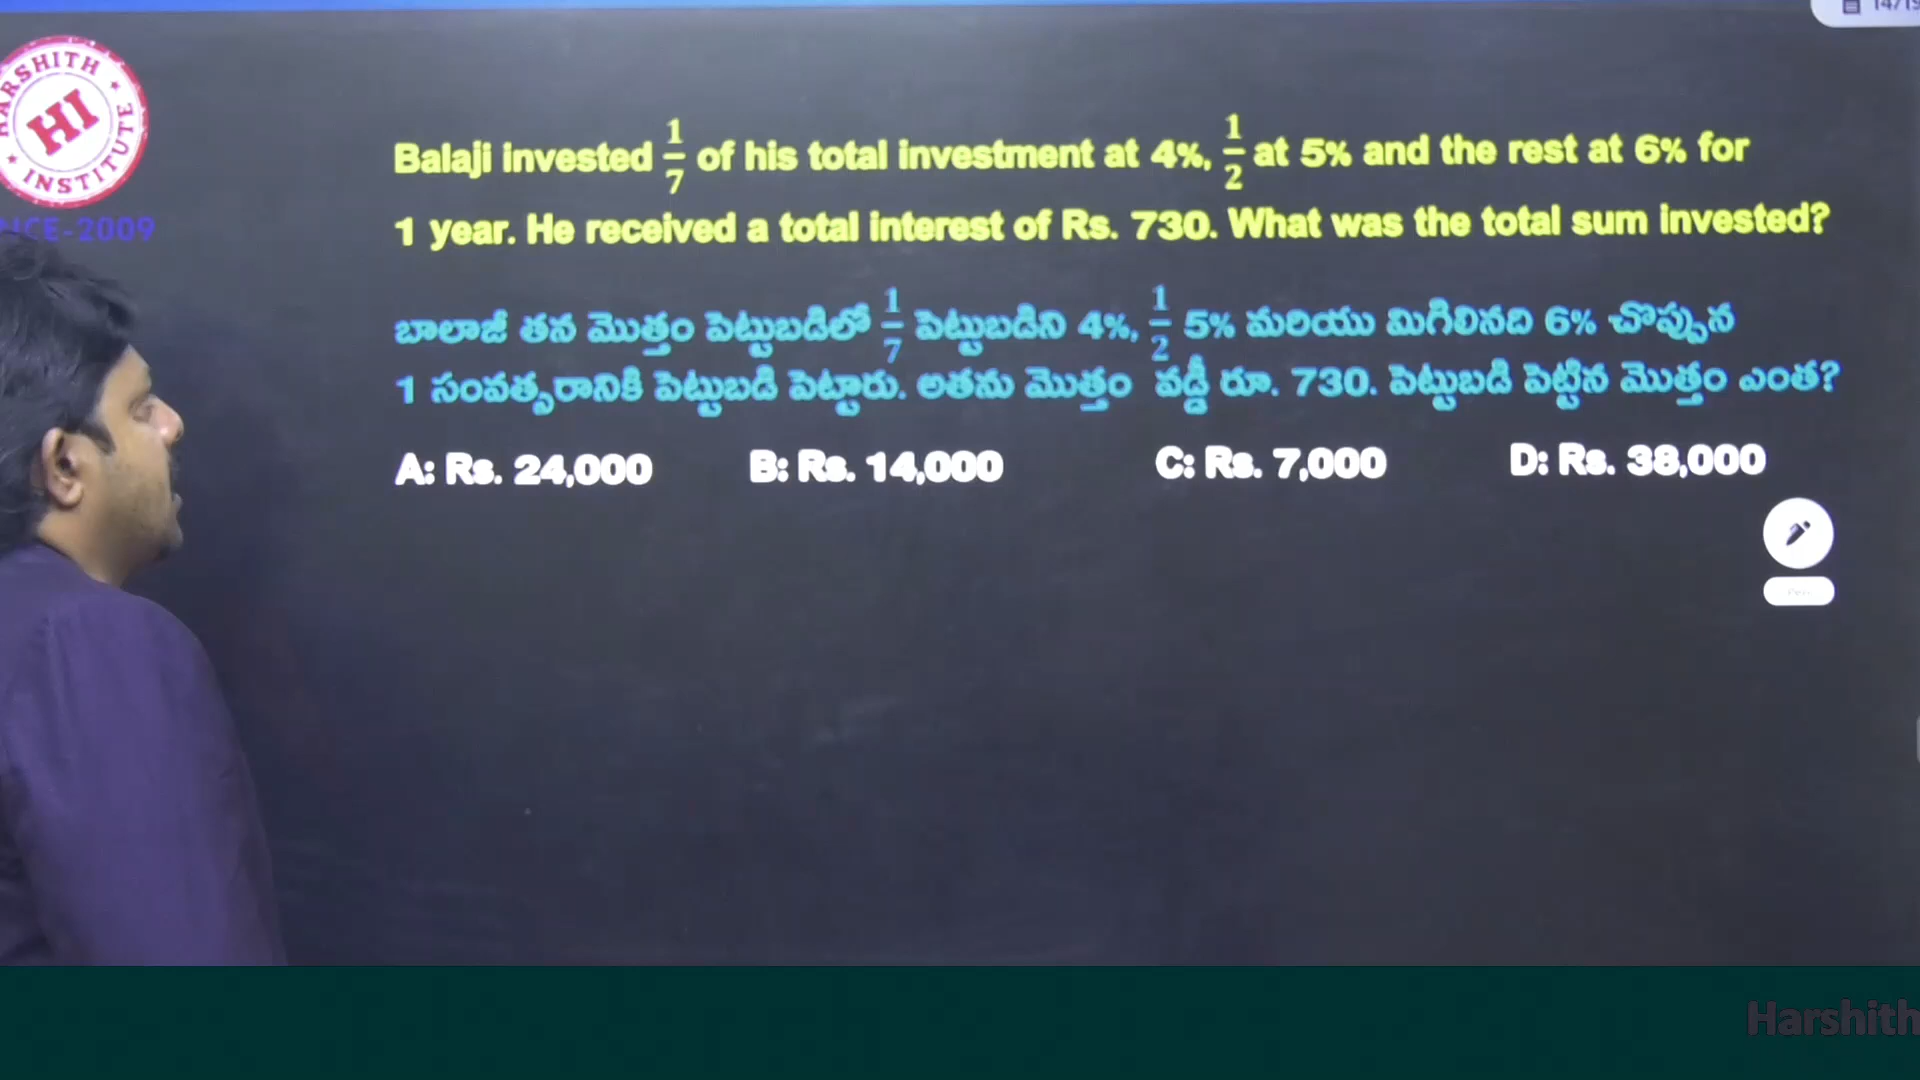 14/19
HARSHITH
HI
INSTITUTE
NCE-2009
Balaji invested 1/7 of his total investment at 4%, 1/2 at 5% and the rest at 6% for
1 year. He received a total interest of Rs. 730. What was the total sum invested?
బాలాజీ తన మొత్తం పెట్టుబడిలో 1/7 పెట్టుబడిని 4%, 1/2 5% మరియు మిగిలినది 6% చొప్పున
1 సంవత్సరానికి పెట్టుబడి పెట్టారు. అతను మొత్తం వడ్డీ రూ. 730. పెట్టుబడి పెట్టిన మొత్తం ఎంత?
A: Rs. 24,000 B: Rs. 14,000 C: Rs. 7,000 D: Rs. 38,000
Harshith